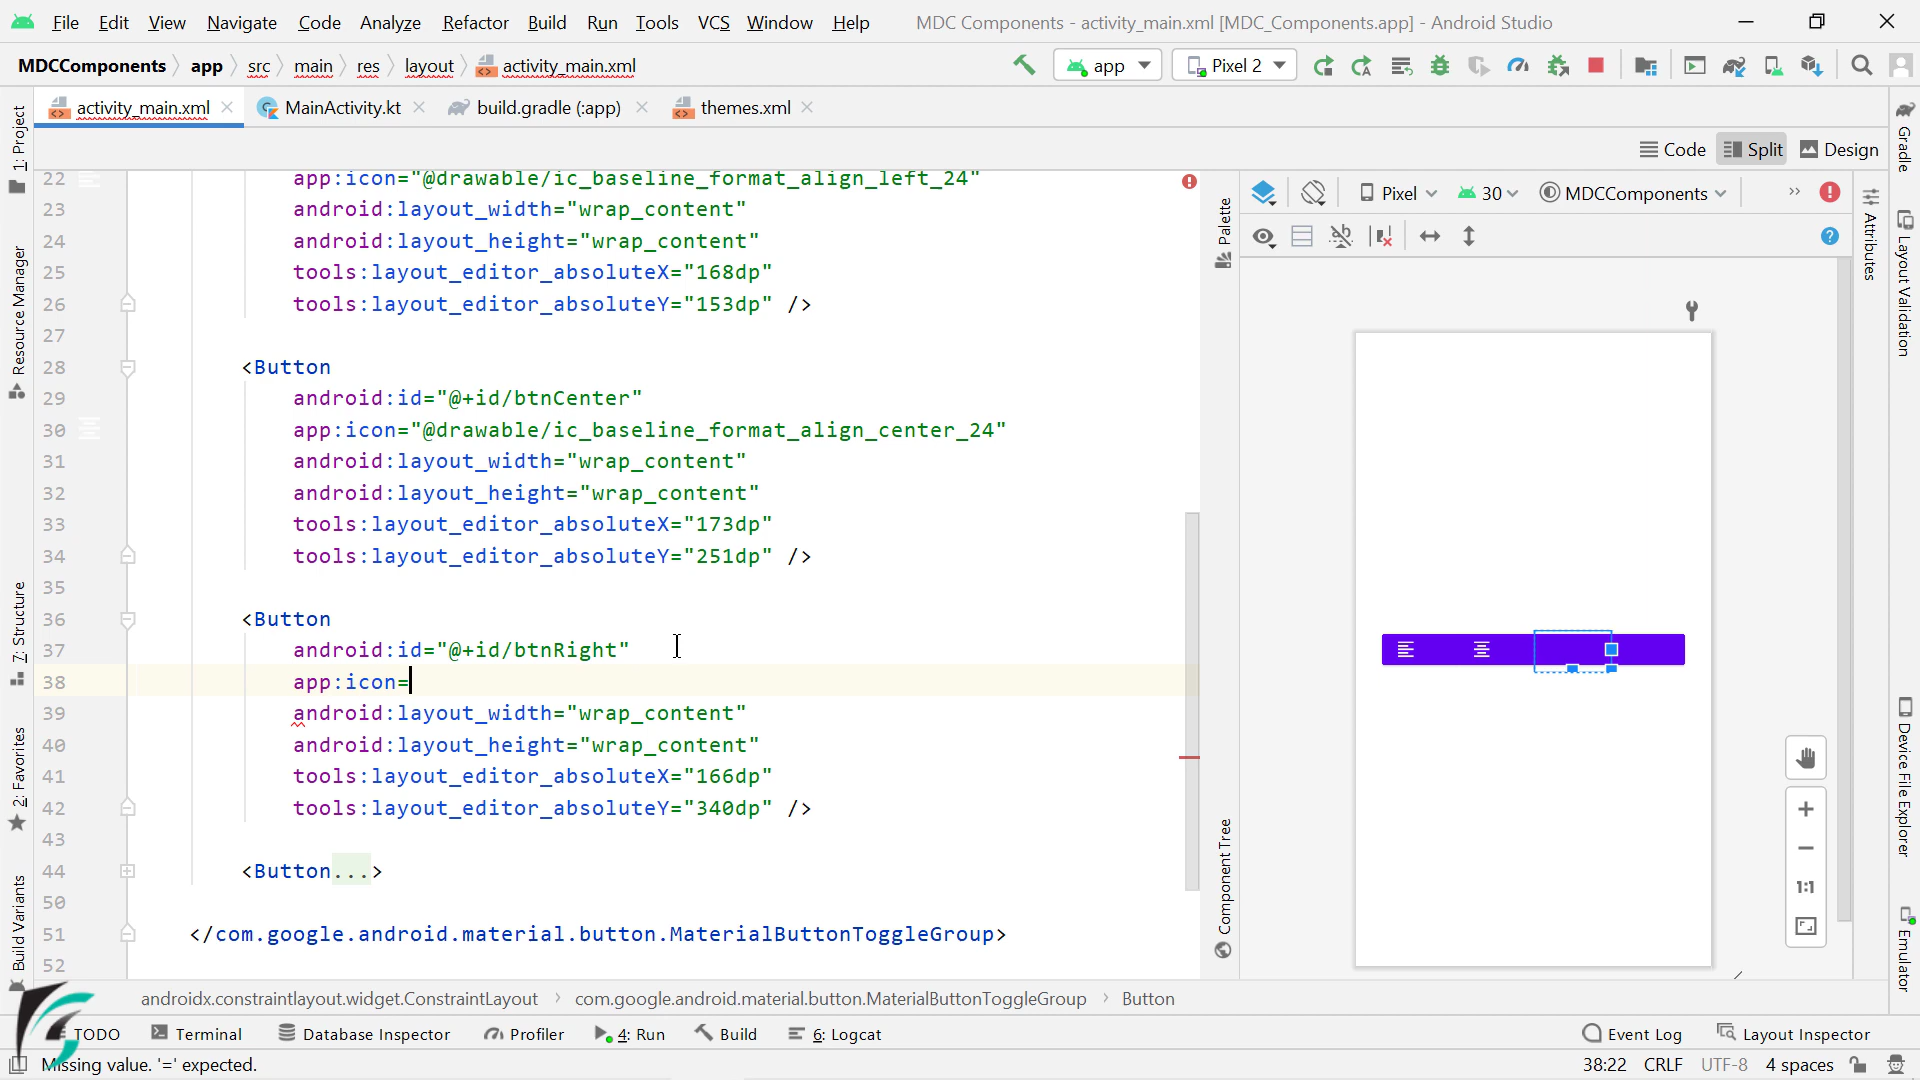 File Edit View Navigate Code Analyze Refactor Build Run Tools VCS Window Help MDC Components - activity_main.xml [MDC_Components.app] - Android Studio
MDCComponents app src main res layout activity_main.xml app Pixel 2
activity_main.xml MainActivity.kt build.gradle (:app) themes.xml
Code Split Design
22 app:icon="@drawable/ic_baseline_format_align_left_24"
23 android:layout_width="wrap_content"
24 android:layout_height="wrap_content"
25 tools:layout_editor_absoluteX="168dp"
26 tools:layout_editor_absoluteY="153dp" />
27
28 <Button
29 android:id="@+id/btnCenter"
30 app:icon="@drawable/ic_baseline_format_align_center_24"
31 android:layout_width="wrap_content"
32 android:layout_height="wrap_content"
33 tools:layout_editor_absoluteX="173dp"
34 tools:layout_editor_absoluteY="251dp" />
35
36 <Button
37 android:id="@+id/btnRight"
38 app:icon=
39 android:layout_width="wrap_content"
40 android:layout_height="wrap_content"
41 tools:layout_editor_absoluteX="166dp"
42 tools:layout_editor_absoluteY="340dp" />
43
44 <Button...>
50
51 </com.google.android.material.button.MaterialButtonToggleGroup>
52
1: Project
Resource Manager
7: Structure
2: Favorites
Build Variants
Palette
Component Tree
Pixel 30 MDCComponents
1:1
Attributes
Gradle
Layout Validation
Device File Explorer
Emulator
androidx.constraintlayout.widget.ConstraintLayout com.google.android.material.button.MaterialButtonToggleGroup Button
TODO Terminal Database Inspector Profiler 4: Run Build 6: Logcat Event Log Layout Inspector
Missing value. '=' expected. 38:22 CRLF UTF-8 4 spaces